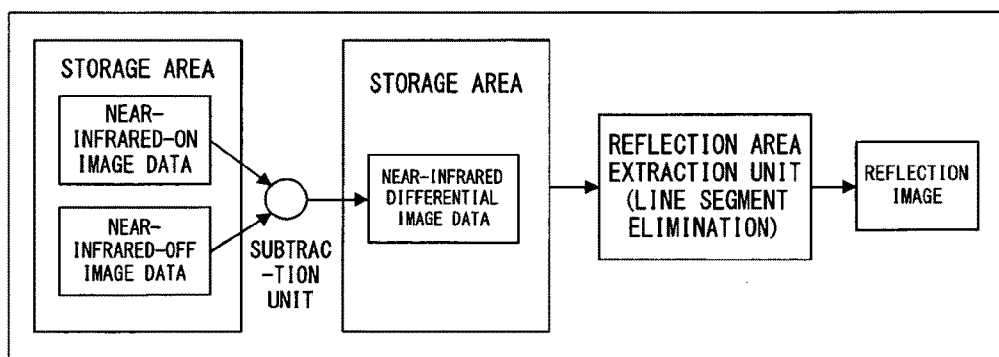 STORAGE AREA
NEAR-
INFRARED-ON
IMAGE DATA
NEAR-
INFRARED-OFF
IMAGE DATA
SUBTRAC
-TION
UNIT
STORAGE AREA
NEAR-INFRARED
DIFFERENTIAL
IMAGE DATA
REFLECTION AREA
EXTRACTION UNIT
(LINE SEGMENT
ELIMINATION)
REFLECTION
IMAGE